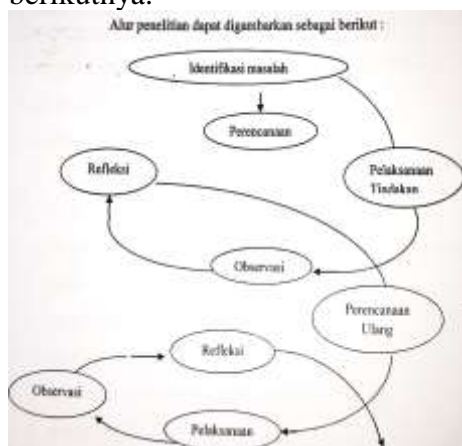 berikutnya.
Alur penelitian dapat digambarkan sebagai berikut :
Identifikasi masalah
Perencanaan
Refleksi
Pelaksanaan
Tindakan
Observasi
Perencanaan
Ulang
Refleksi
Observasi
Pelaksanaan